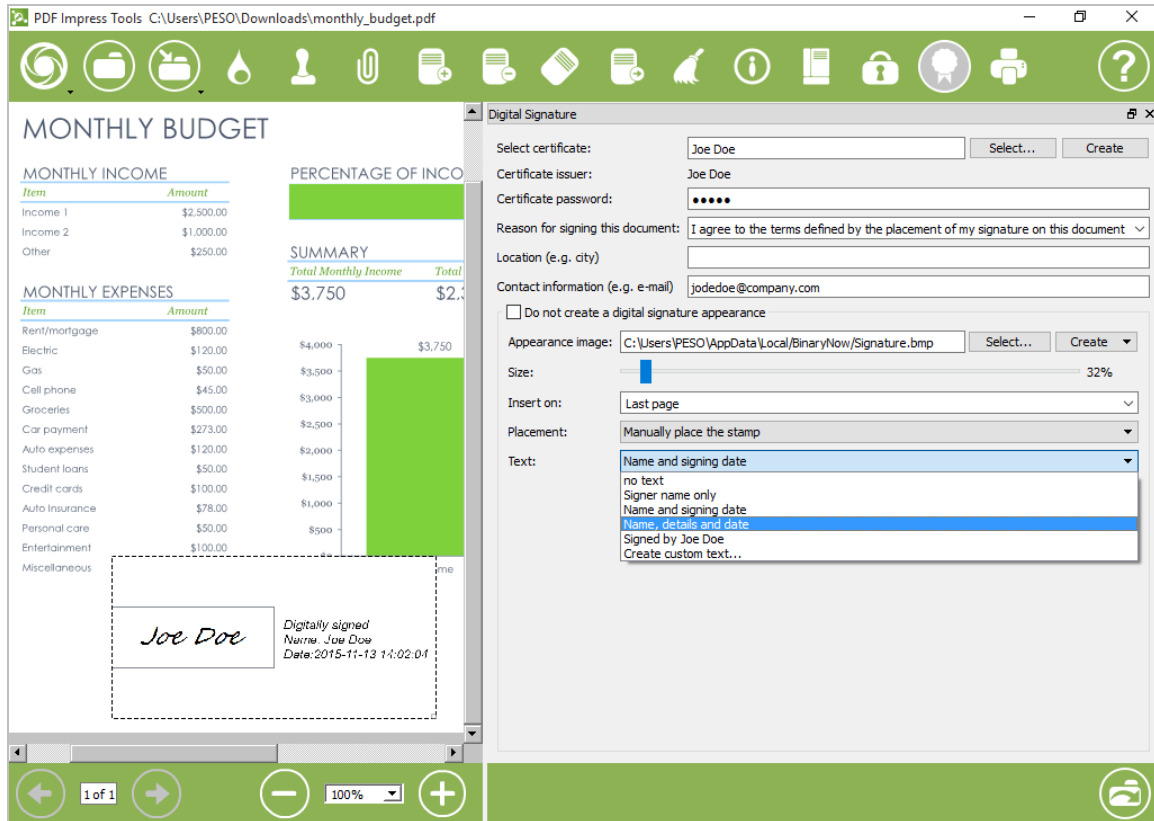 PDF Impress Tools C:\Users\PESO\Downloads\monthly_budget.pdf
MONTHLY BUDGET
MONTHLY INCOME
Item Amount
Income 1 $2,500.00
Income 2 $1,000.00
Other $250.00
MONTHLY EXPENSES
Item Amount
Rent/mortgage $800.00
Electric $120.00
Gas $50.00
Cell phone $45.00
Groceries $500.00
Car payment $273.00
Auto expenses $120.00
Student loans $50.00
Credit cards $100.00
Auto Insurance $78.00
Personal care $50.00
Entertainment $100.00
Miscellaneous
PERCENTAGE OF INCO
SUMMARY
Total Monthly Income Total
$3,750 $2,
$3,750
$4,000
$3,500
$3,000
$2,500
$2,000
$1,500
$1,000
$500
me
Joe Doe
Digitally signed
Name: Joe Doe
Date:2015-11-13 14:02:04
1 of 1
100%
Digital Signature
Select certificate: Joe Doe Select... Create
Certificate issuer: Joe Doe
Certificate password: •••••
Reason for signing this document: I agree to the terms defined by the placement of my signature on this document
Location (e.g. city)
Contact information (e.g. e-mail) jodedoe@company.com
Do not create a digital signature appearance
Appearance image: C:\Users\PESO\AppData\Local/BinaryNow/Signature.bmp Select... Create
Size: 32%
Insert on: Last page
Placement: Manually place the stamp
Text: Name and signing date
no text
Signer name only
Name and signing date
Name, details and date
Signed by Joe Doe
Create custom text...